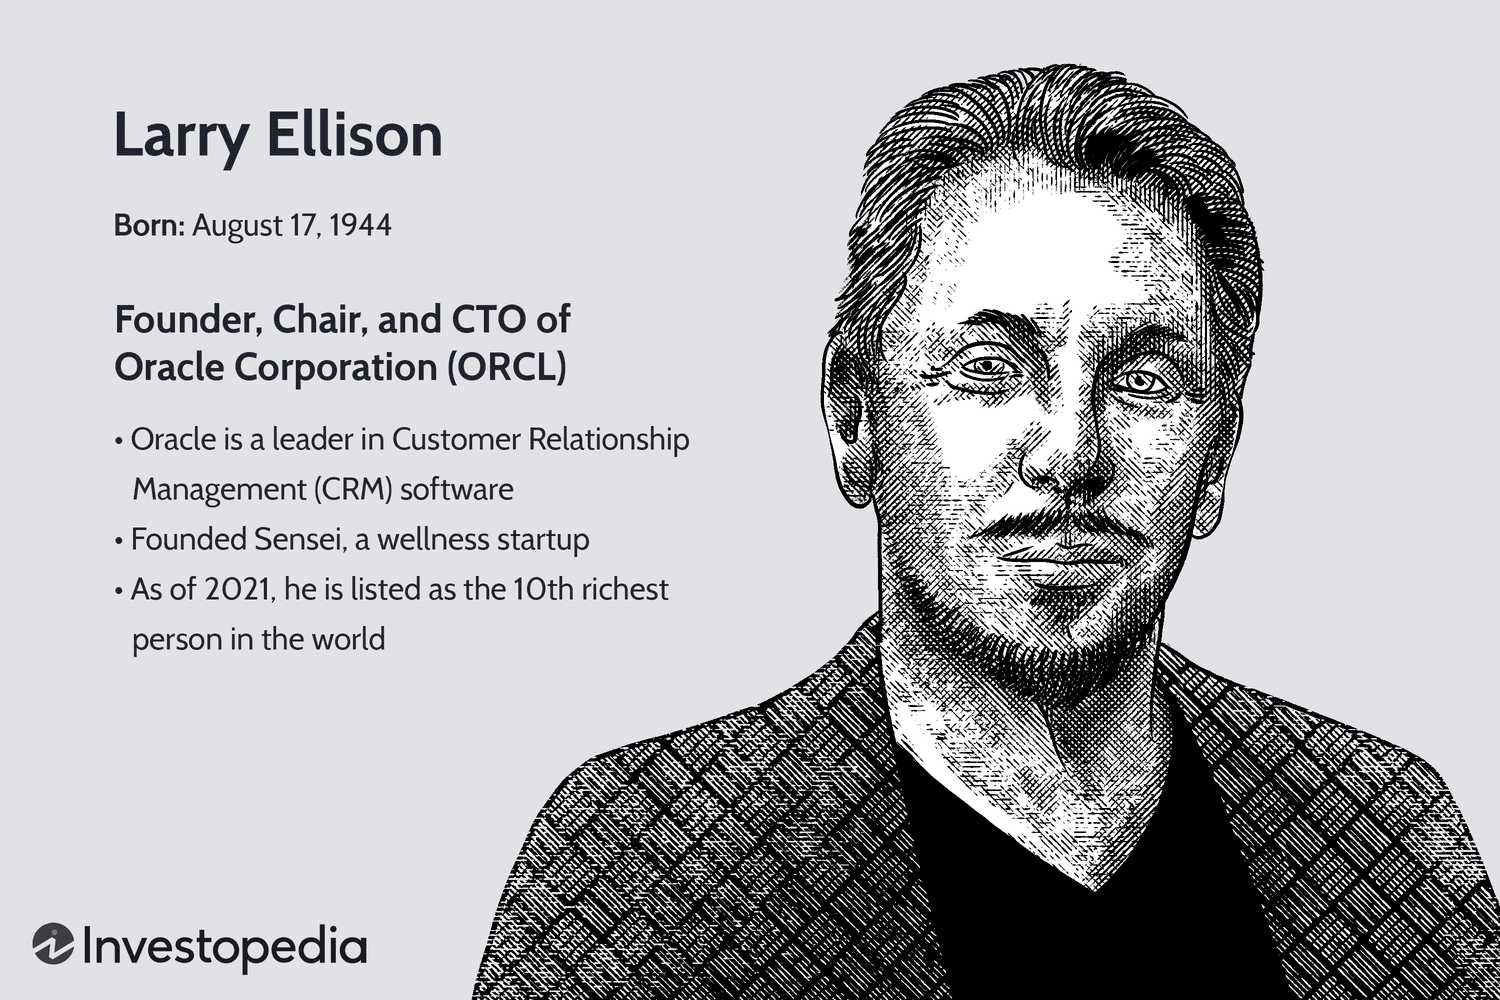 Larry Ellison
Born: August 17, 1944
Founder, Chair, and CTO of
Oracle Corporation (ORCL)
• Oracle is a leader in Customer Relationship
Management (CRM) software
• Founded Sensei, a wellness startup
• As of 2021, he is listed as the 10th richest
person in the world
Investopedia